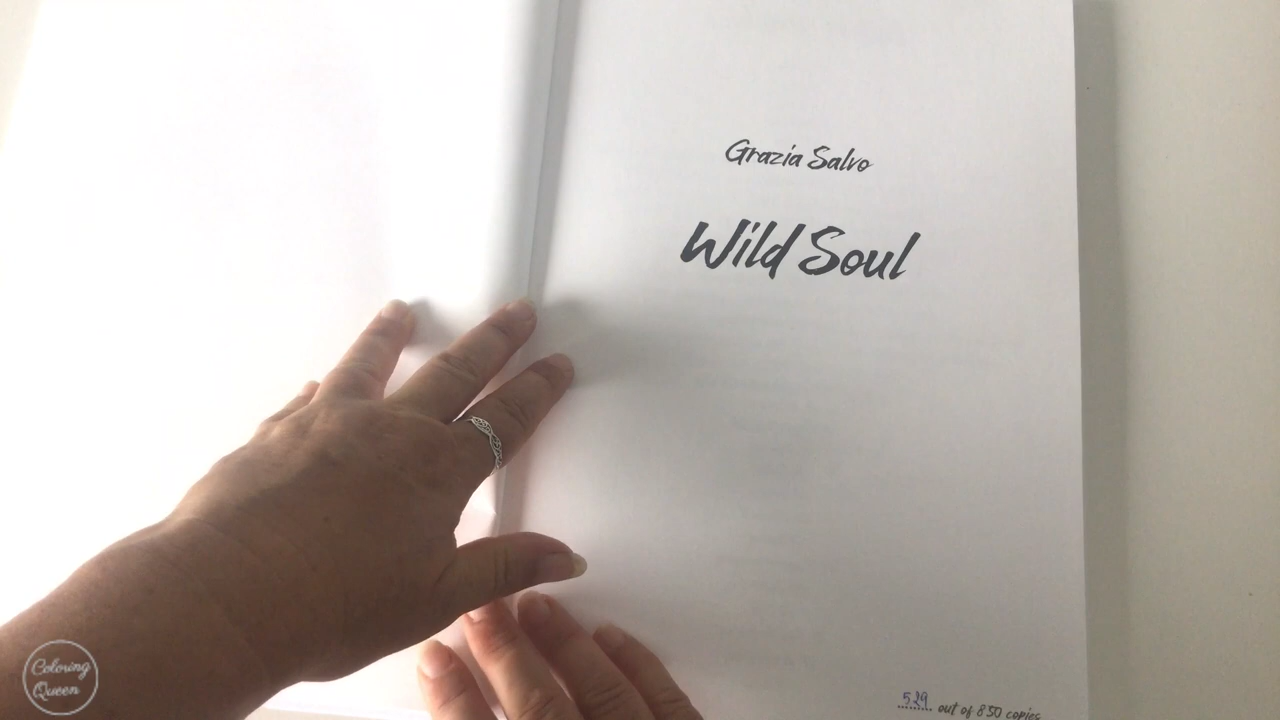 Grazia Salvo
Wild Soul
529 out of 850 copies
Coloring
Queen